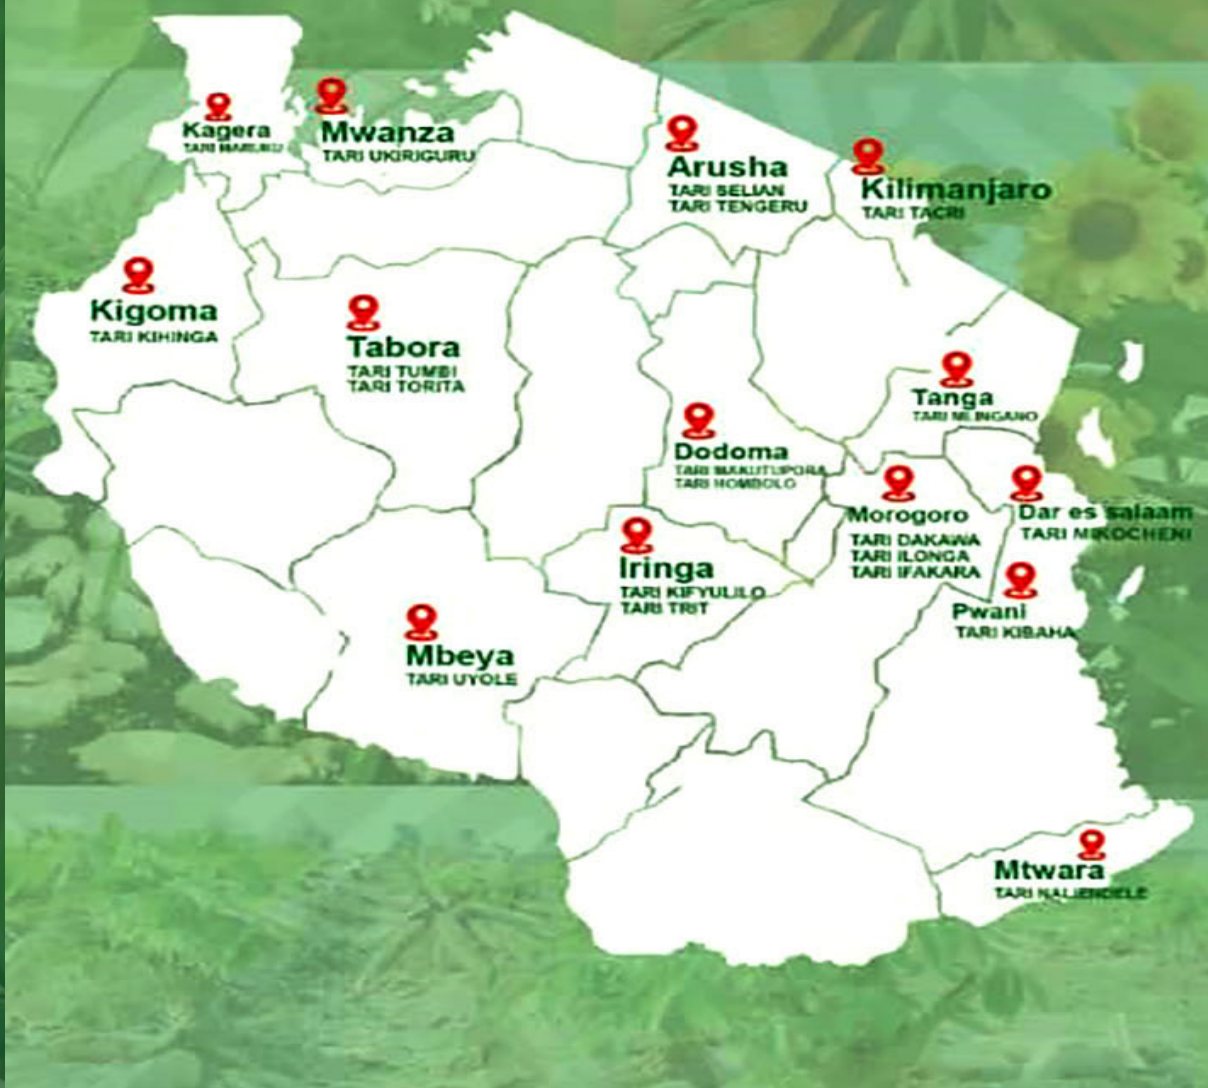 Kagera
TARI MARUKU
Mwanza
TARI UKIRIGURU
Arusha
TARI SELIAN
TARI TENGERU
Kilimanjaro
TARI TACRI
Kigoma
TARI KIHINGA
Tabora
TARI TUMBI
TARI TORITA
Tanga
TARI MLINGANO
Dodoma
TARI MAKUTUPORA
TARI HOMBOLO
Morogoro
TARI DAKAWA
TARI ILONGA
TARI IFAKARA
Dar es salaam
TARI MIKOCHENI
Iringa
TARI KIFYULILO
TARI TRIT
Pwani
TARI KIBAHA
Mbeya
TARI UYOLE
Mtwara
TARI NALIENDELE